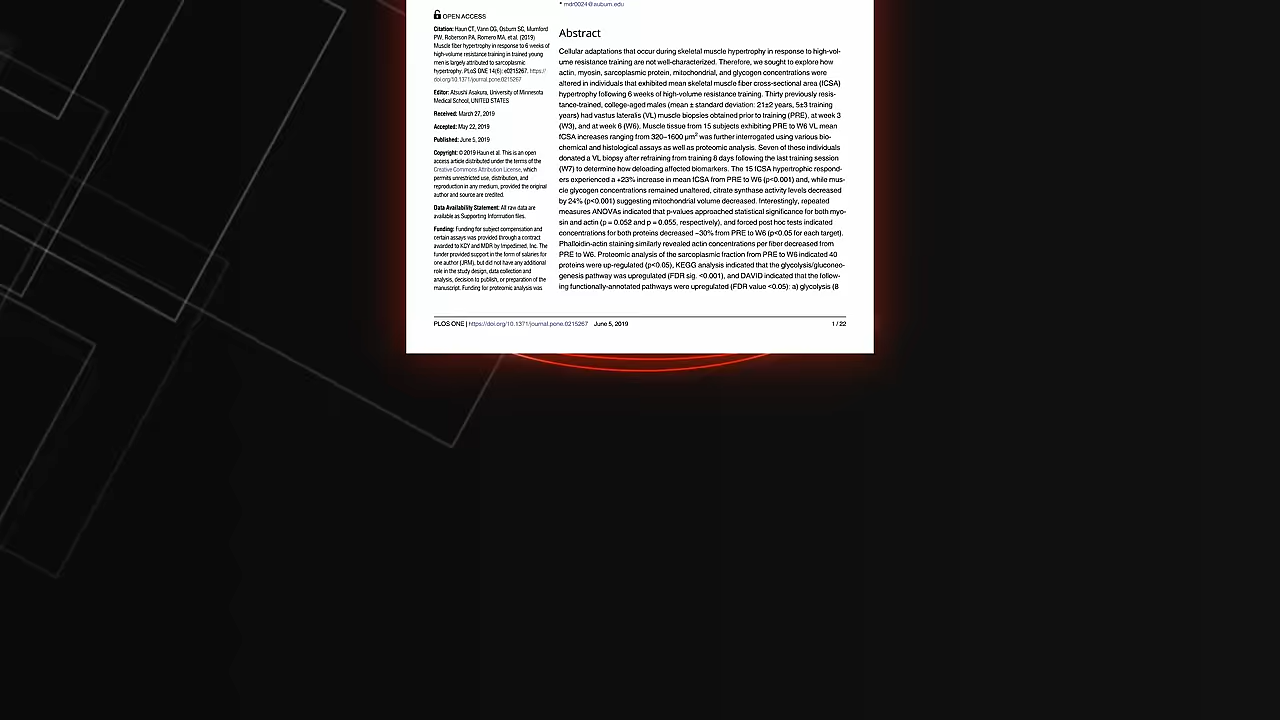 * mdr0024@auburn.edu
OPEN ACCESS
Citation: Haun CT, Vann CG, Osburn SC, Mumford
PW, Roberson PA, Romero MA, et al. (2019)
Muscle fiber hypertrophy in response to 6 weeks of
high-volume resistance training in trained young
men is largely attributed to sarcoplasmic
hypertrophy. PLoS ONE 14(6): e0215267. https://
doi.org/10.1371/journal.pone.0215267
Editor: Atsushi Asakura, University of Minnesota
Medical School, UNITED STATES
Received: March 27, 2019
Accepted: May 22, 2019
Published: June 5, 2019
Copyright: © 2019 Haun et al. This is an open
access article distributed under the terms of the
Creative Commons Attribution License, which
permits unrestricted use, distribution, and
reproduction in any medium, provided the original
author and source are credited.
Data Availability Statement: All raw data are
available as Supporting Information files.
Funding: Funding for subject compensation and
certain assays was provided through a contract
awarded to KCY and MDR by Impedimed, Inc. The
funder provided support in the form of salaries for
one author (JRM), but did not have any additional
role in the study design, data collection and
analysis, decision to publish, or preparation of the
manuscript. Funding for proteomic analysis was
Abstract
Cellular adaptations that occur during skeletal muscle hypertrophy in response to high-vol-
ume resistance training are not well-characterized. Therefore, we sought to explore how
actin, myosin, sarcoplasmic protein, mitochondrial, and glycogen concentrations were
altered in individuals that exhibited mean skeletal muscle fiber cross-sectional area (fCSA)
hypertrophy following 6 weeks of high-volume resistance training. Thirty previously resis-
tance-trained, college-aged males (mean ± standard deviation: 21±2 years, 5±3 training
years) had vastus lateralis (VL) muscle biopsies obtained prior to training (PRE), at week 3
(W3), and at week 6 (W6). Muscle tissue from 15 subjects exhibiting PRE to W6 VL mean
fCSA increases ranging from 320–1600 μm² was further interrogated using various bio-
chemical and histological assays as well as proteomic analysis. Seven of these individuals
donated a VL biopsy after refraining from training 8 days following the last training session
(W7) to determine how deloading affected biomarkers. The 15 fCSA hypertrophic respond-
ers experienced a +23% increase in mean fCSA from PRE to W6 (p<0.001) and, while mus-
cle glycogen concentrations remained unaltered, citrate synthase activity levels decreased
by 24% (p<0.001) suggesting mitochondrial volume decreased. Interestingly, repeated
measures ANOVAs indicated that p-values approached statistical significance for both myo-
sin and actin (p = 0.052 and p = 0.055, respectively), and forced post hoc tests indicated
concentrations for both proteins decreased ~30% from PRE to W6 (p<0.05 for each target).
Phalloidin-actin staining similarly revealed actin concentrations per fiber decreased from
PRE to W6. Proteomic analysis of the sarcoplasmic fraction from PRE to W6 indicated 40
proteins were up-regulated (p<0.05), KEGG analysis indicated that the glycolysis/gluconeo-
genesis pathway was upregulated (FDR sig. <0.001), and DAVID indicated that the follow-
ing functionally-annotated pathways were upregulated (FDR value <0.05): a) glycolysis (8
PLOS ONE | https://doi.org/10.1371/journal.pone.0215267 June 5, 2019 1 / 22